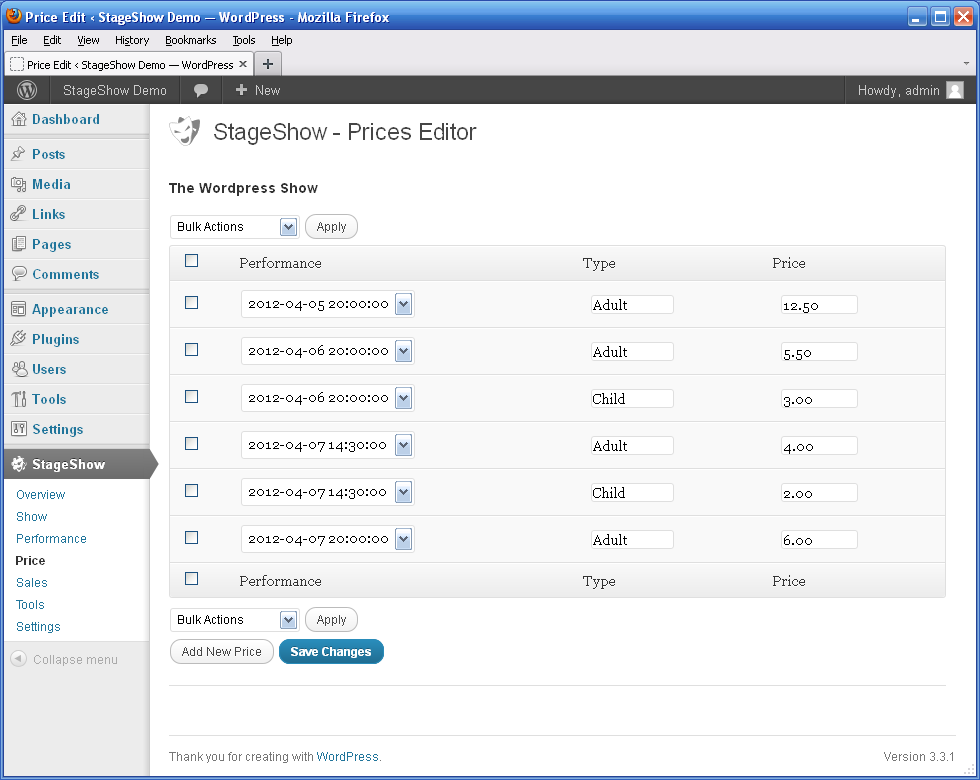 Price Edit ‹ StageShow Demo — WordPress - Mozilla Firefox
File Edit View History Bookmarks Tools Help
Price Edit ‹ StageShow Demo — WordPress × +
StageShow Demo + New Howdy, admin
Dashboard
Posts
Media
Links
Pages
Comments
Appearance
Plugins
Users
Tools
Settings
StageShow
Overview
Show
Performance
Price
Sales
Tools
Settings
Collapse menu
StageShow - Prices Editor
The Wordpress Show
Bulk Actions Apply
Performance Type Price
2012-04-05 20:00:00 Adult 12.50
2012-04-06 20:00:00 Adult 5.50
2012-04-06 20:00:00 Child 3.00
2012-04-07 14:30:00 Adult 4.00
2012-04-07 14:30:00 Child 2.00
2012-04-07 20:00:00 Adult 6.00
Performance Type Price
Bulk Actions Apply
Add New Price Save Changes
Thank you for creating with WordPress. Version 3.3.1